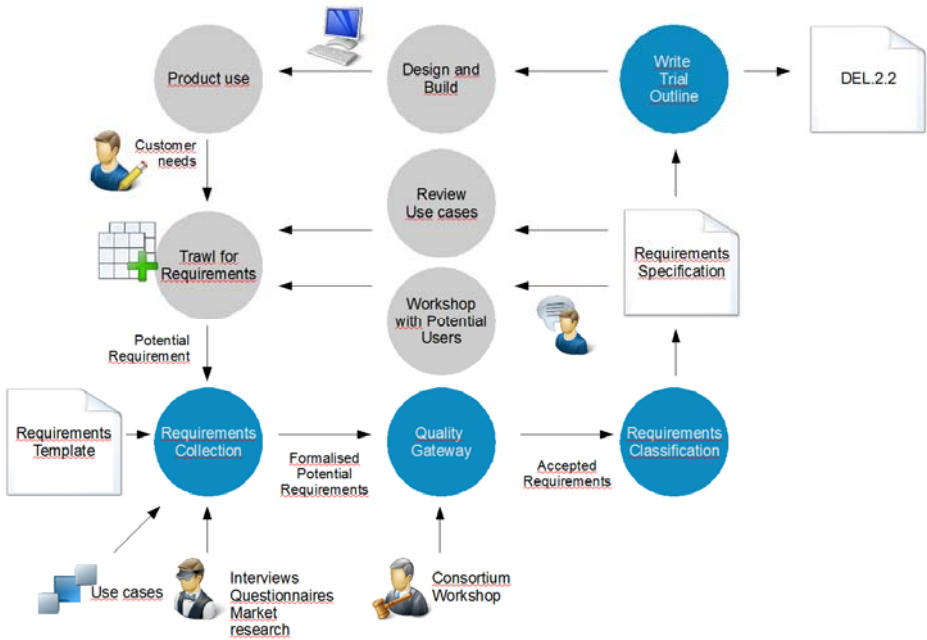 Product use
Design and
Build
Write
Trial
Outline
DEL.2.2
Customer
needs
Review
Use cases
Trawl for
Requirements
Requirements
Specification
Workshop
with Potential
Users
Potential
Requirement
Requirements
Template
Requirements
Collection
Quality
Gateway
Requirements
Classification
Formalised
Potential
Requirements
Accepted
Requirements
Use cases
Interviews
Questionnaires
Market
research
Consortium
Workshop